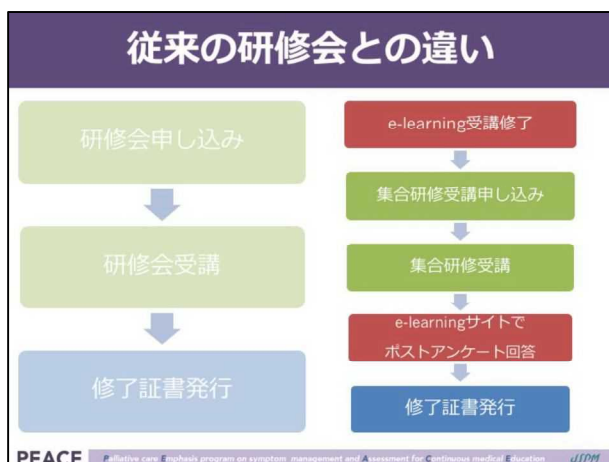 従来の研修会との違い
研修会申し込み
研修会受講
修了証書発行
e-learning受講修了
集合研修受講申し込み
集合研修受講
e-learningサイトで
ポストアンケート回答
修了証書発行
PEACE Palliative care Emphasis program on symptom management and Assessment for Continuous medical Education JSPM